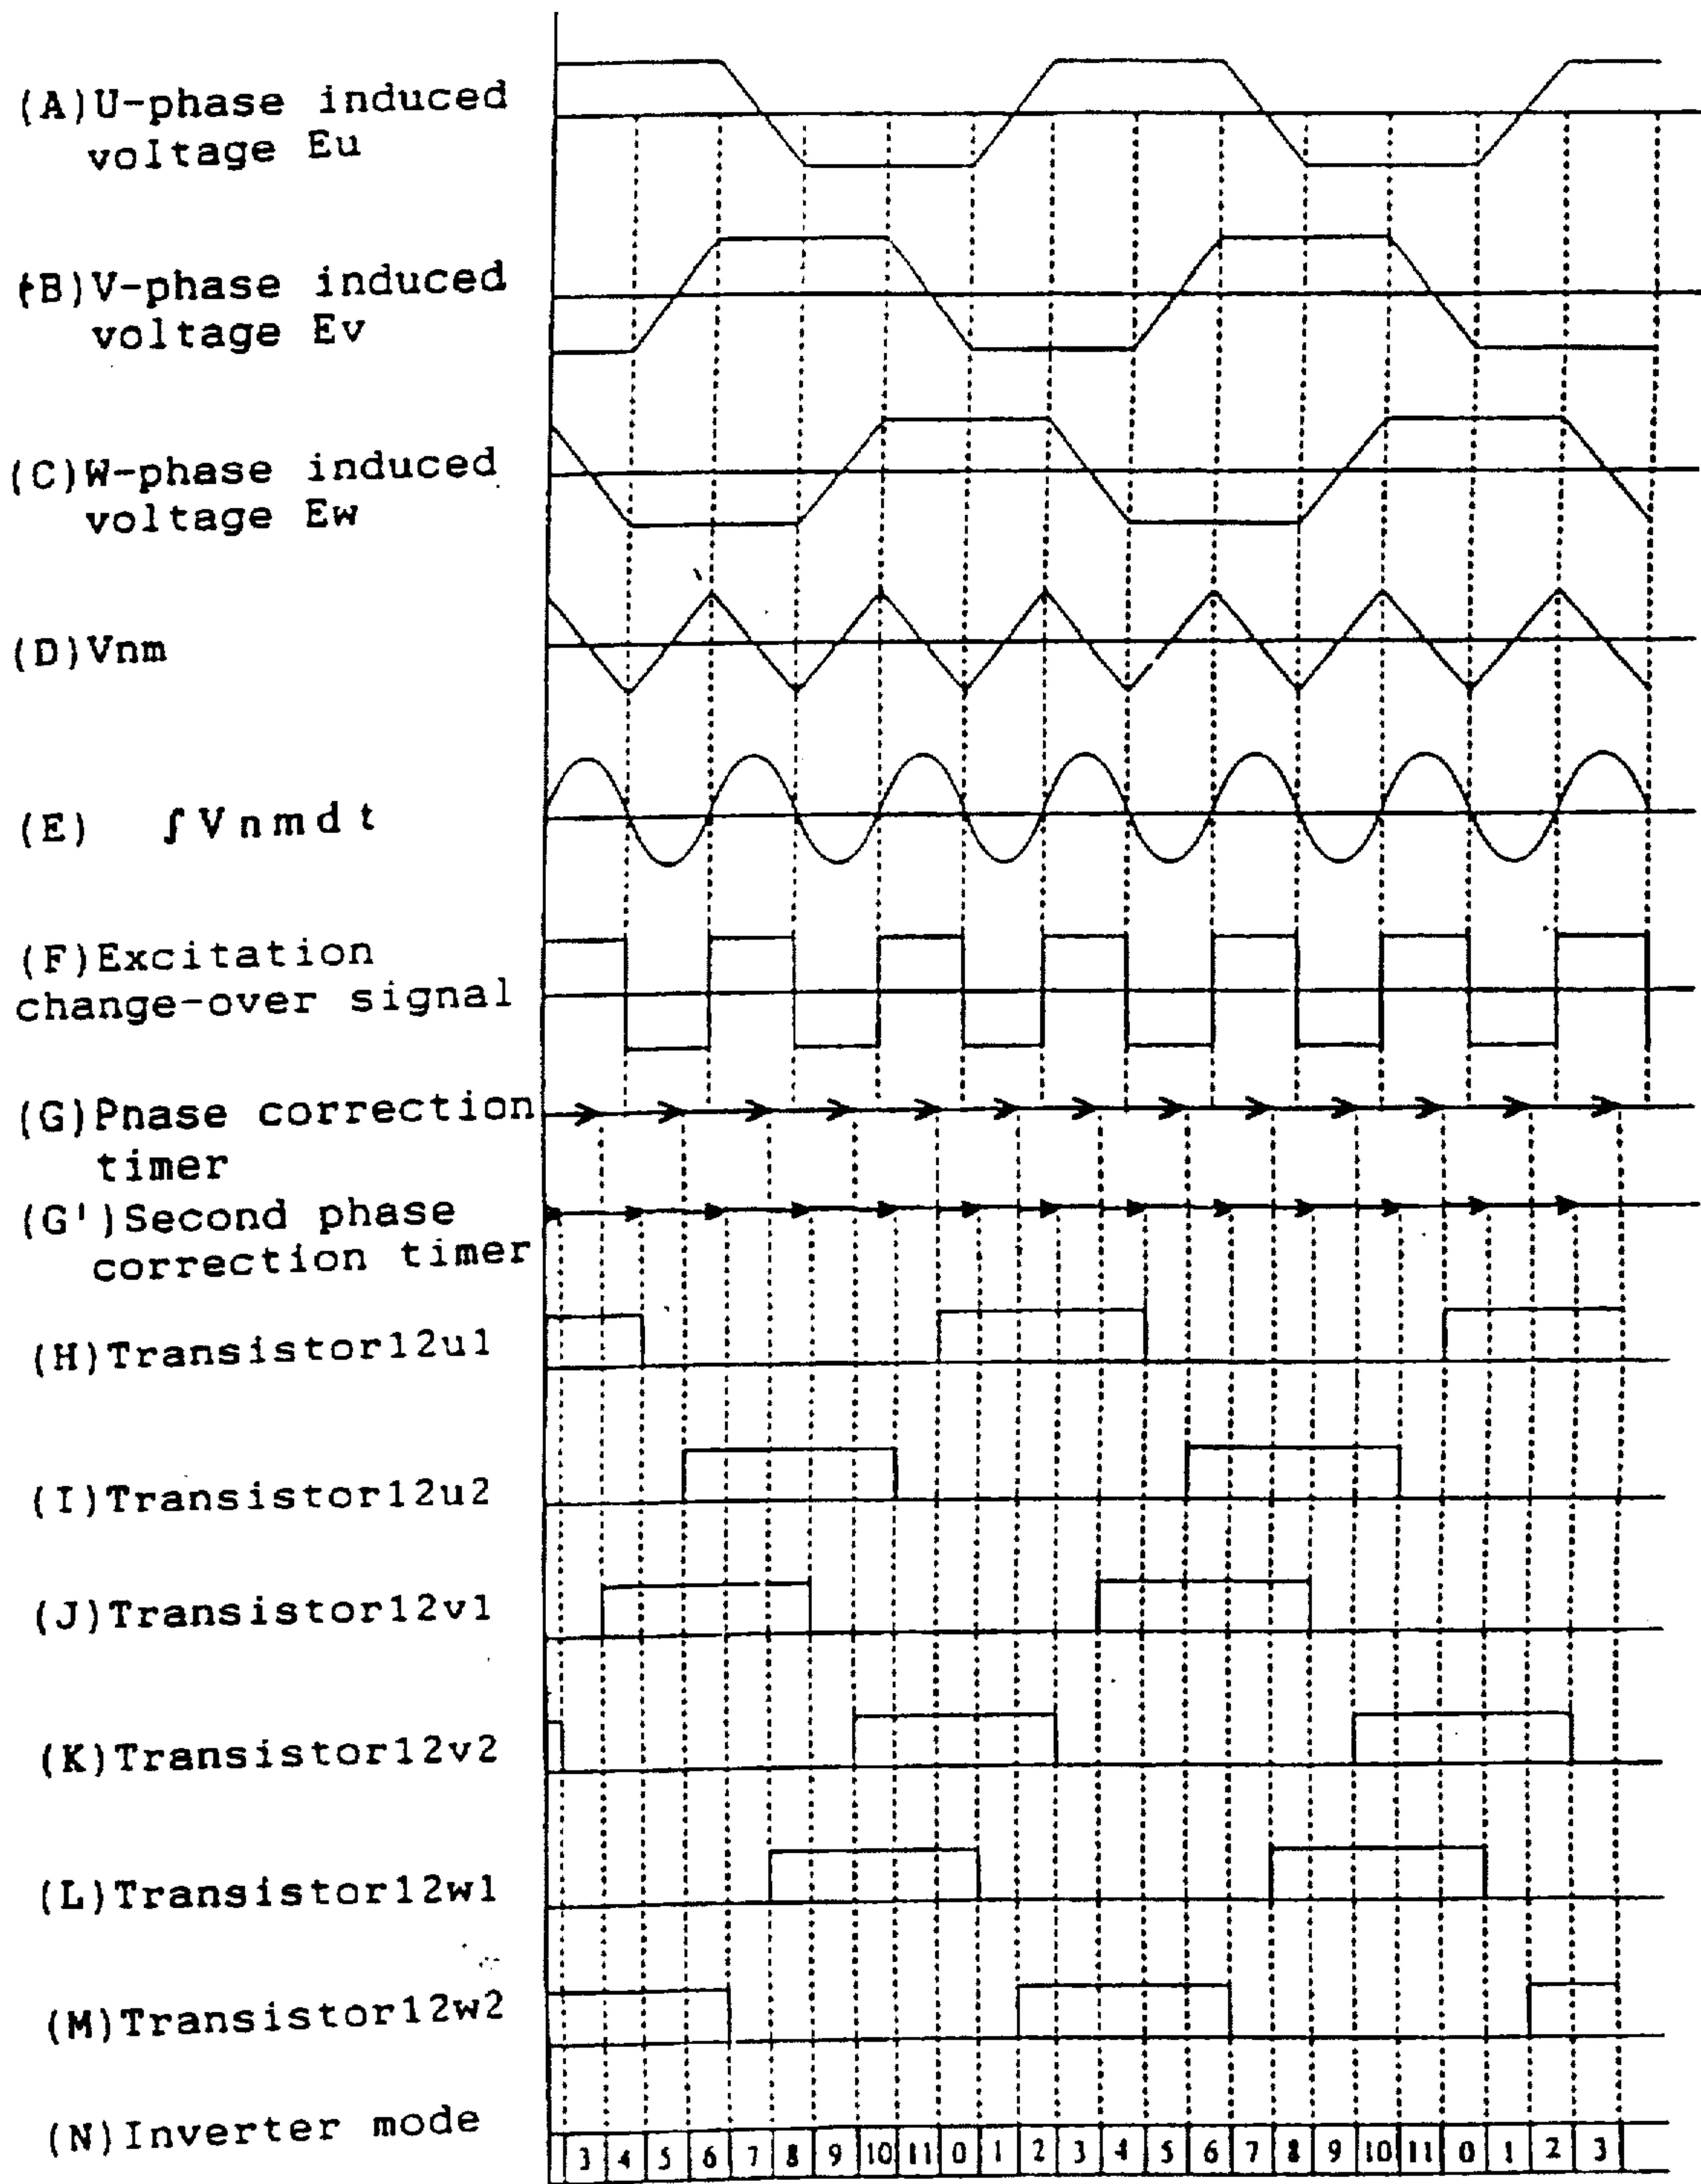 (A)U-phase induced
voltage Eu
(B)V-phase induced
voltage Ev
(C)W-phase induced
voltage Ew
(D)Vnm
(E) ∫Vnmdt
(F)Excitation
change-over signal
(G)Pnase correction
timer
(G')Second phase
correction timer
(H)Transistor12u1
(I)Transistor12u2
(J)Transistor12v1
(K)Transistor12v2
(L)Transistor12w1
(M)Transistor12w2
(N)Inverter mode
3 4 5 6 7 8 9 10 11 0 1 2 3 4 5 6 7 8 9 10 11 0 1 2 3